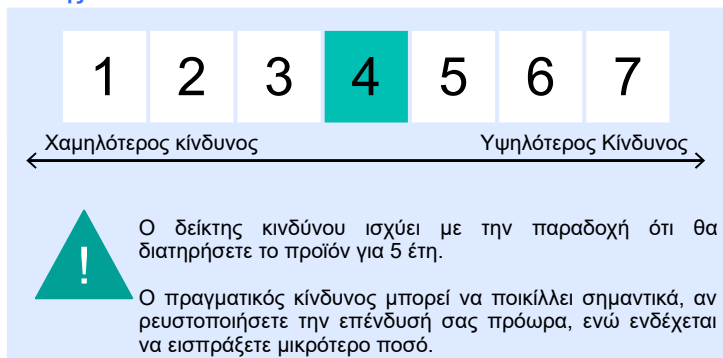 1 2 3 4 5 6 7
Χαμηλότερος κίνδυνος Υψηλότερος Κίνδυνος
!
Ο δείκτης κινδύνου ισχύει με την παραδοχή ότι θα
διατηρήσετε το προϊόν για 5 έτη.
Ο πραγματικός κίνδυνος μπορεί να ποικίλλει σημαντικά, αν
ρευστοποιήσετε την επένδυσή σας πρόωρα, ενώ ενδέχεται
να εισπράξετε μικρότερο ποσό.